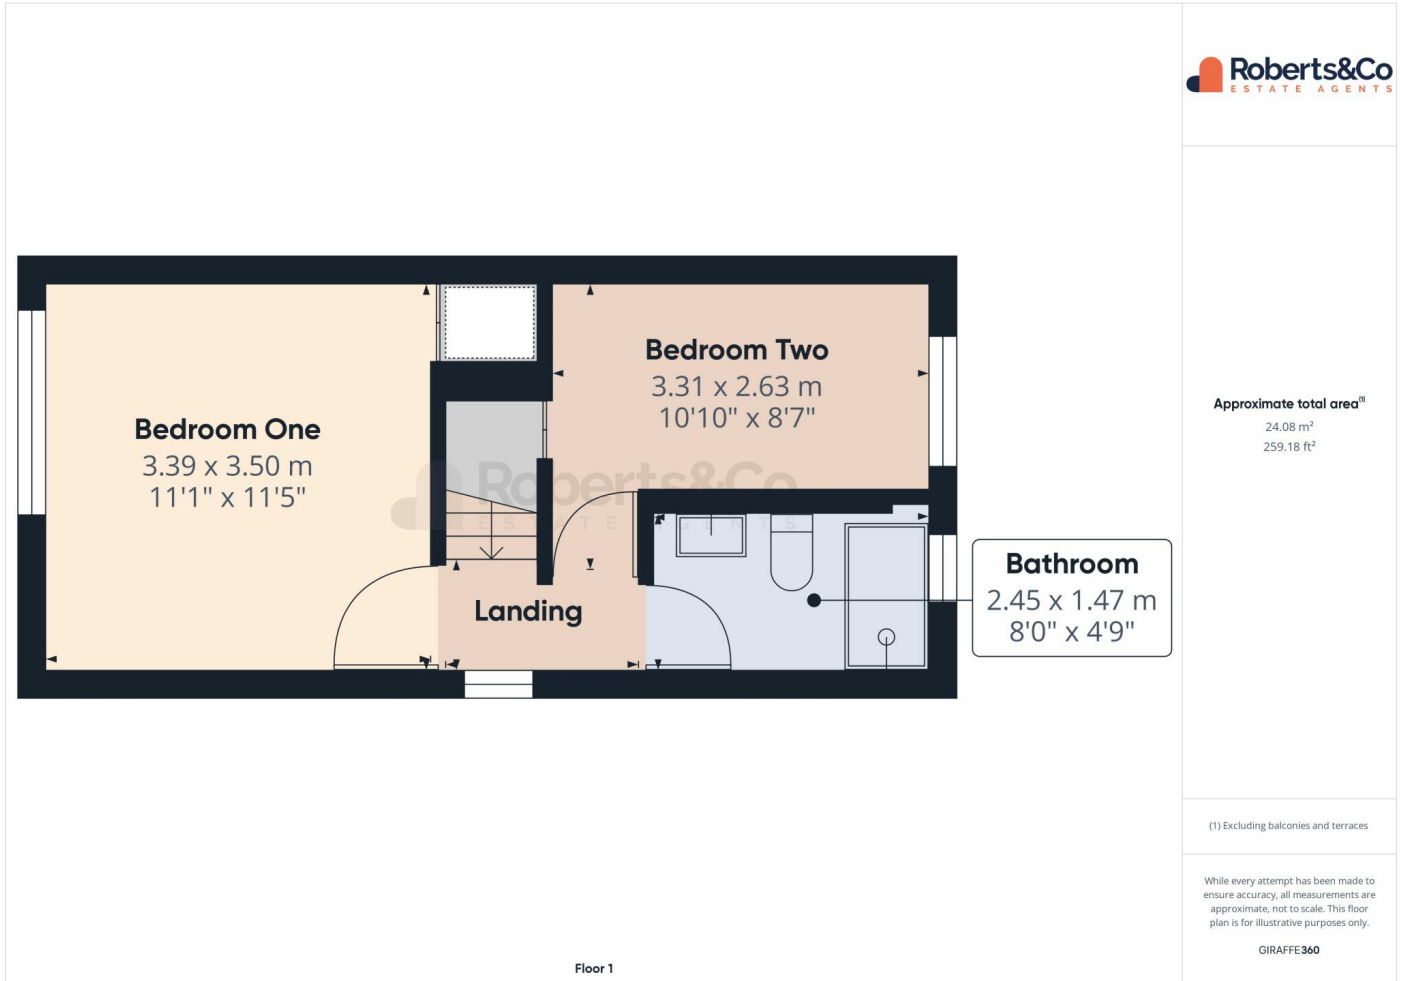 Roberts&Co
ESTATE AGENTS
Bedroom One
3.39 x 3.50 m
11'1" x 11'5"
Bedroom Two
3.31 x 2.63 m
10'10" x 8'7"
Roberts&Co
ESTATE AGENTS
Landing
Bathroom
2.45 x 1.47 m
8'0" x 4'9"
Approximate total area(1)
24.08 m²
259.18 ft²
(1) Excluding balconies and terraces
While every attempt has been made to
ensure accuracy, all measurements are
approximate, not to scale. This floor
plan is for illustrative purposes only.
GIRAFFE360
Floor 1